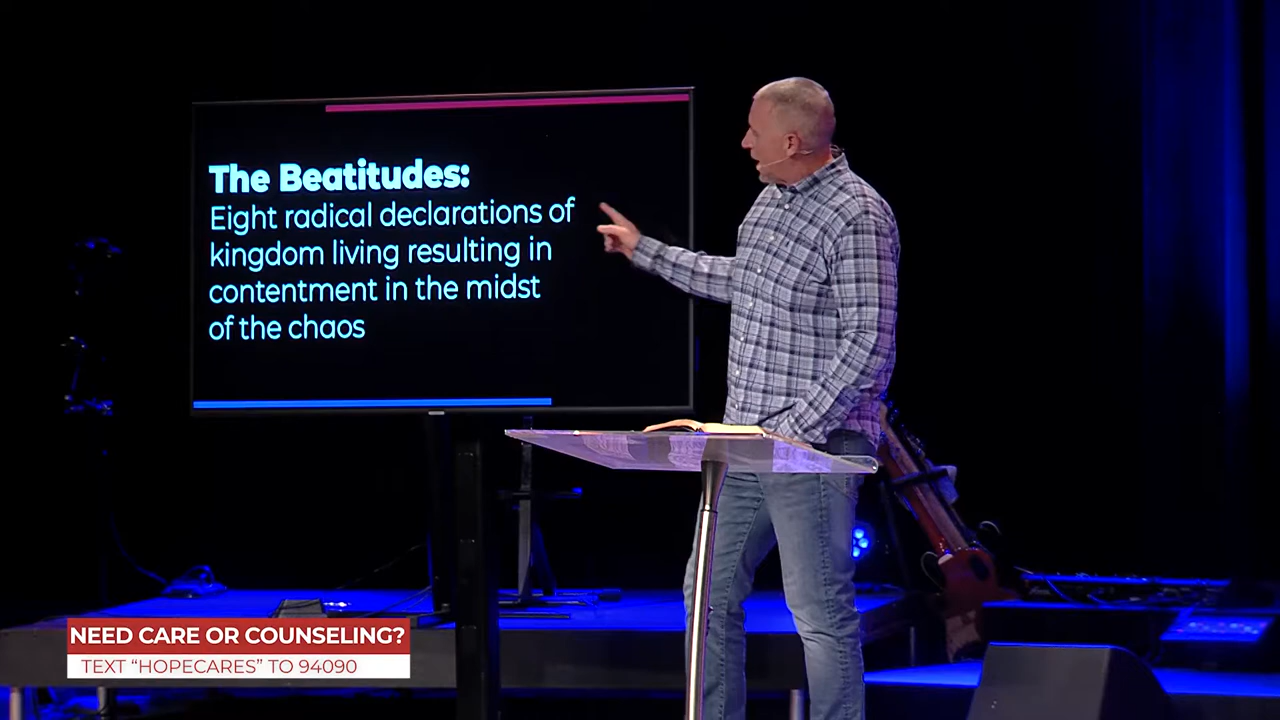 The Beatitudes:
Eight radical declarations of
kingdom living resulting in
contentment in the midst
of the chaos
NEED CARE OR COUNSELING?
TEXT “HOPECARES” TO 94090